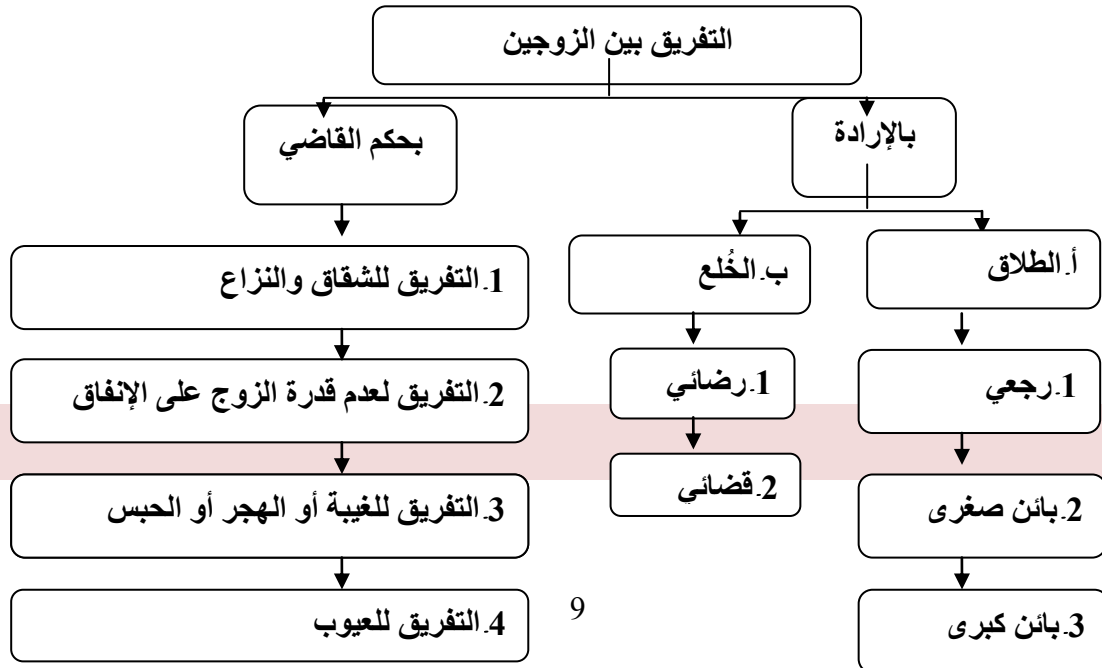 التفريق بين الزوجين
بالإرادة
بحكم القاضي
أ.الطلاق
ب.الخُلع
1.التفريق للشقاق والنزاع
1.رجعي
1.رضائي
2.التفريق لعدم قدرة الزوج على الإنفاق
2.بائن صغرى
2.قضائي
3.التفريق للغيبة أو الهجر أو الحبس
3.بائن كبرى
4.التفريق للعيوب
9